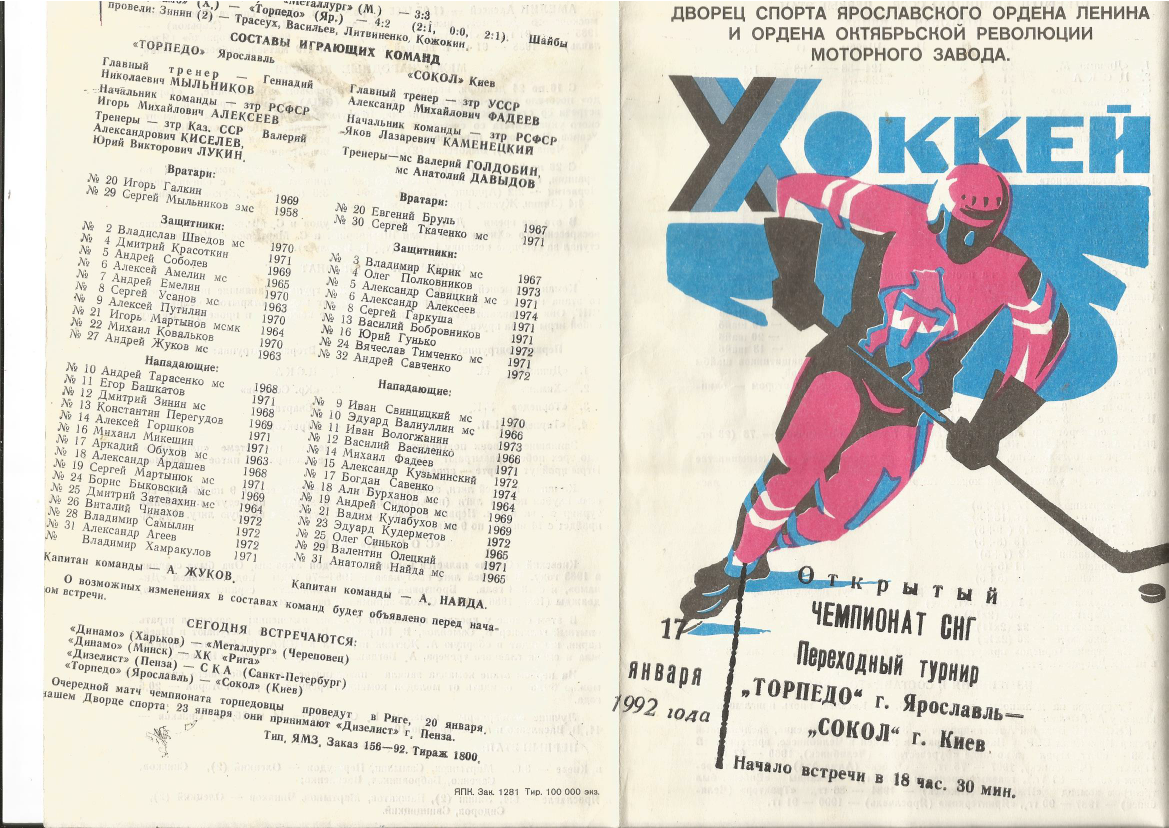 (Х.) — «Металлург» (М.) — 3:3
«Торпедо» (Яр.) — 4:2 (2:1, 0:0, 2:1). Шайбы
провели: Зинин (2) — Трасеух, Васильев, Литвиненко, Кожокин.
СОСТАВЫ ИГРАЮЩИХ КОМАНД
«ТОРПЕДО» Ярославль
Главный тренер — Геннадий
Николаевич МЫЛЬНИКОВ
Начальник команды — зтр РСФСР
Игорь Михайлович АЛЕКСЕЕВ
Тренеры — зтр Каз. ССР Валерий
Александрович КИСЕЛЕВ,
Юрий Викторович ЛУКИН.
Вратари:
№ 20 Игорь Галкин 1969
№ 29 Сергей Мыльников змс 1958
Защитники:
№ 2 Владислав Шведов мс 1970
№ 4 Дмитрий Красоткин 1971
№ 5 Андрей Соболев 1969
№ 6 Алексей Амелин мс 1965
№ 7 Андрей Емелин 1970
№ 8 Сергей Усанов мс 1963
№ 9 Алексей Путилин 1970
№ 21 Игорь Мартынов мсмк 1964
№ 22 Михаил Ковальков 1970
№ 27 Андрей Жуков мс 1963
Нападающие:
№ 10 Андрей Тарасенко мс 1968
№ 11 Егор Башкатов 1971
№ 12 Дмитрий Зинин мс 1968
№ 13 Константин Перегудов 1969
№ 14 Алексей Горшков 1971
№ 16 Михаил Микешин 1971
№ 17 Аркадий Обухов мс 1963
№ 18 Александр Ардашев 1968
№ 19 Сергей Мартынюк мс 1971
№ 24 Борис Быковский мс 1969
№ 25 Дмитрий Затевахин мс 1964
№ 26 Виталий Чинахов 1972
№ 28 Владимир Самылин 1972
№ 31 Александр Агеев 1972
№ Владимир Хамракулов 1971
Капитан команды — А. ЖУКОВ.
«СОКОЛ» Киев
Главный тренер — зтр УССР
Александр Михайлович ФАДЕЕВ
Начальник команды — зтр РСФСР
Яков Лазаревич КАМЕНЕЦКИЙ
Тренеры—мс Валерий ГОЛДОБИН,
мс Анатолий ДАВЫДОВ
Вратари:
№ 20 Евгений Бруль 1967
№ 30 Сергей Ткаченко мс 1971
Защитники:
№ 3 Владимир Кирик мс 1967
№ 4 Олег Полковников 1973
№ 5 Александр Савицкий мс 1971
№ 6 Александр Алексеев 1974
№ 8 Сергей Гаркуша 1971
№ 13 Василий Бобровников 1971
№ 16 Юрий Гунько 1972
№ 24 Вячеслав Тимченко мс 1971
№ 32 Андрей Савченко 1972
Нападающие:
№ 9 Иван Свинцицкий мс 1970
№ 10 Эдуард Валиуллин мс 1966
№ 11 Иван Вологжанин 1973
№ 12 Василий Василенко 1966
№ 14 Михаил Фадеев 1971
№ 15 Александр Кузьминский 1972
№ 17 Богдан Савенко 1974
№ 18 Али Бурханов мс 1964
№ 19 Андрей Сидоров мс 1969
№ 21 Вадим Кулабухов мс 1969
№ 23 Эдуард Кудерметов 1972
№ 25 Олег Синьков 1965
№ 29 Валентин Олецкий 1971
№ 31 Анатолий Найда мс 1965
Капитан команды — А. НАЙДА.
О возможных изменениях в составах команд будет объявлено перед нача-
ом встречи.
СЕГОДНЯ ВСТРЕЧАЮТСЯ:
«Динамо» (Харьков) — «Металлург» (Череповец)
«Динамо» (Минск) — ХК «Рига»
«Дизелист» (Пенза) — СКА (Санкт-Петербург)
«Торпедо» (Ярославль) — «Сокол» (Киев)
Очередной матч чемпионата торпедовцы проведут в Риге, 20 января.
нашем Дворце спорта 23 января они принимают «Дизелист» г. Пенза.
Тип. ЯМЗ. Заказ 156—92. Тираж 1800.
ЯПК. Зак. 1281 Тир. 100 000 экз.
ДВОРЕЦ СПОРТА ЯРОСЛАВСКОГО ОРДЕНА ЛЕНИНА
И ОРДЕНА ОКТЯБРЬСКОЙ РЕВОЛЮЦИИ
МОТОРНОГО ЗАВОДА.
ХОККЕЙ
17
января
1992 года
Открытый
ЧЕМПИОНАТ СНГ
Переходный турнир
„ТОРПЕДО“ г. Ярославль—
„СОКОЛ“ г. Киев.
Начало встречи в 18 час. 30 мин.